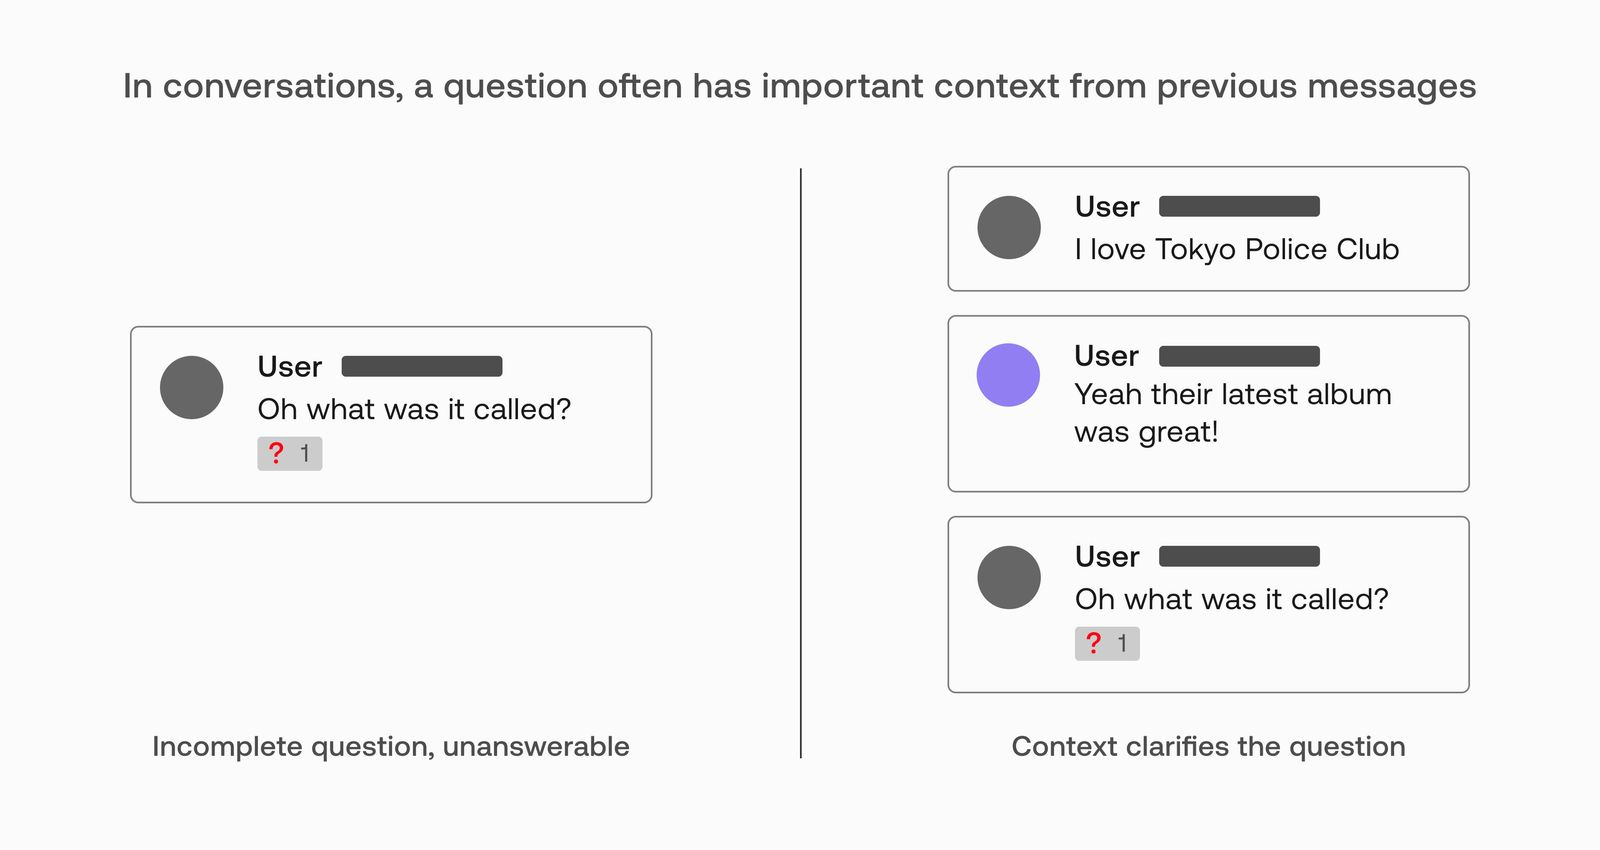 In conversations, a question often has important context from previous messages
User
Oh what was it called?
? 1
Incomplete question, unanswerable
User
I love Tokyo Police Club
User
Yeah their latest album
was great!
User
Oh what was it called?
? 1
Context clarifies the question